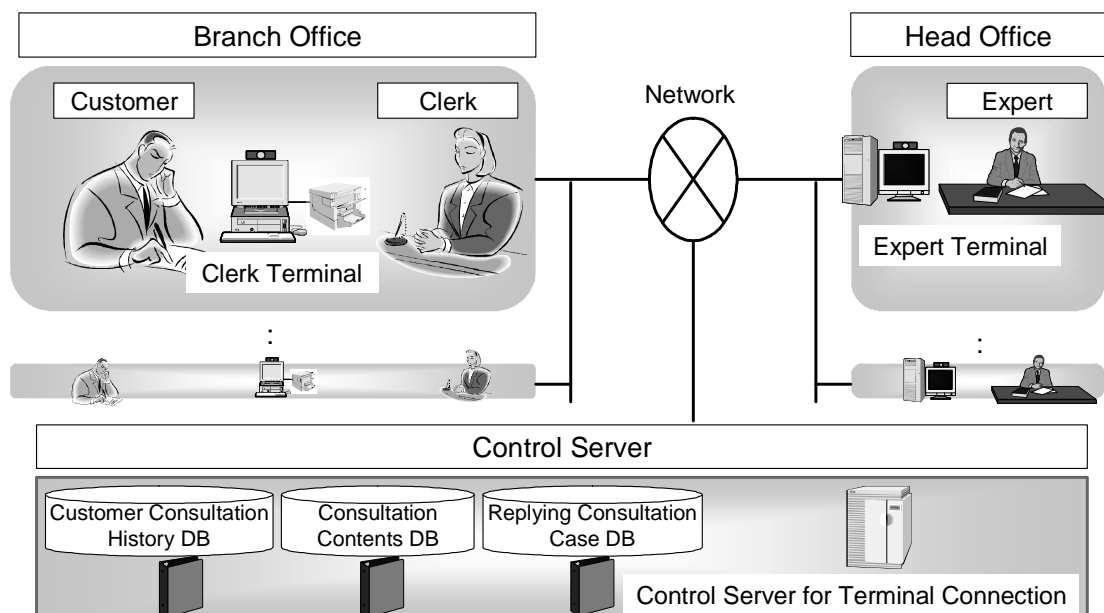 Branch Office
Head Office
Customer
Clerk
Network
Expert
Clerk Terminal
Expert Terminal
:
:
Control Server
Customer Consultation
History DB
Consultation
Contents DB
Replying Consultation
Case DB
Control Server for Terminal Connection